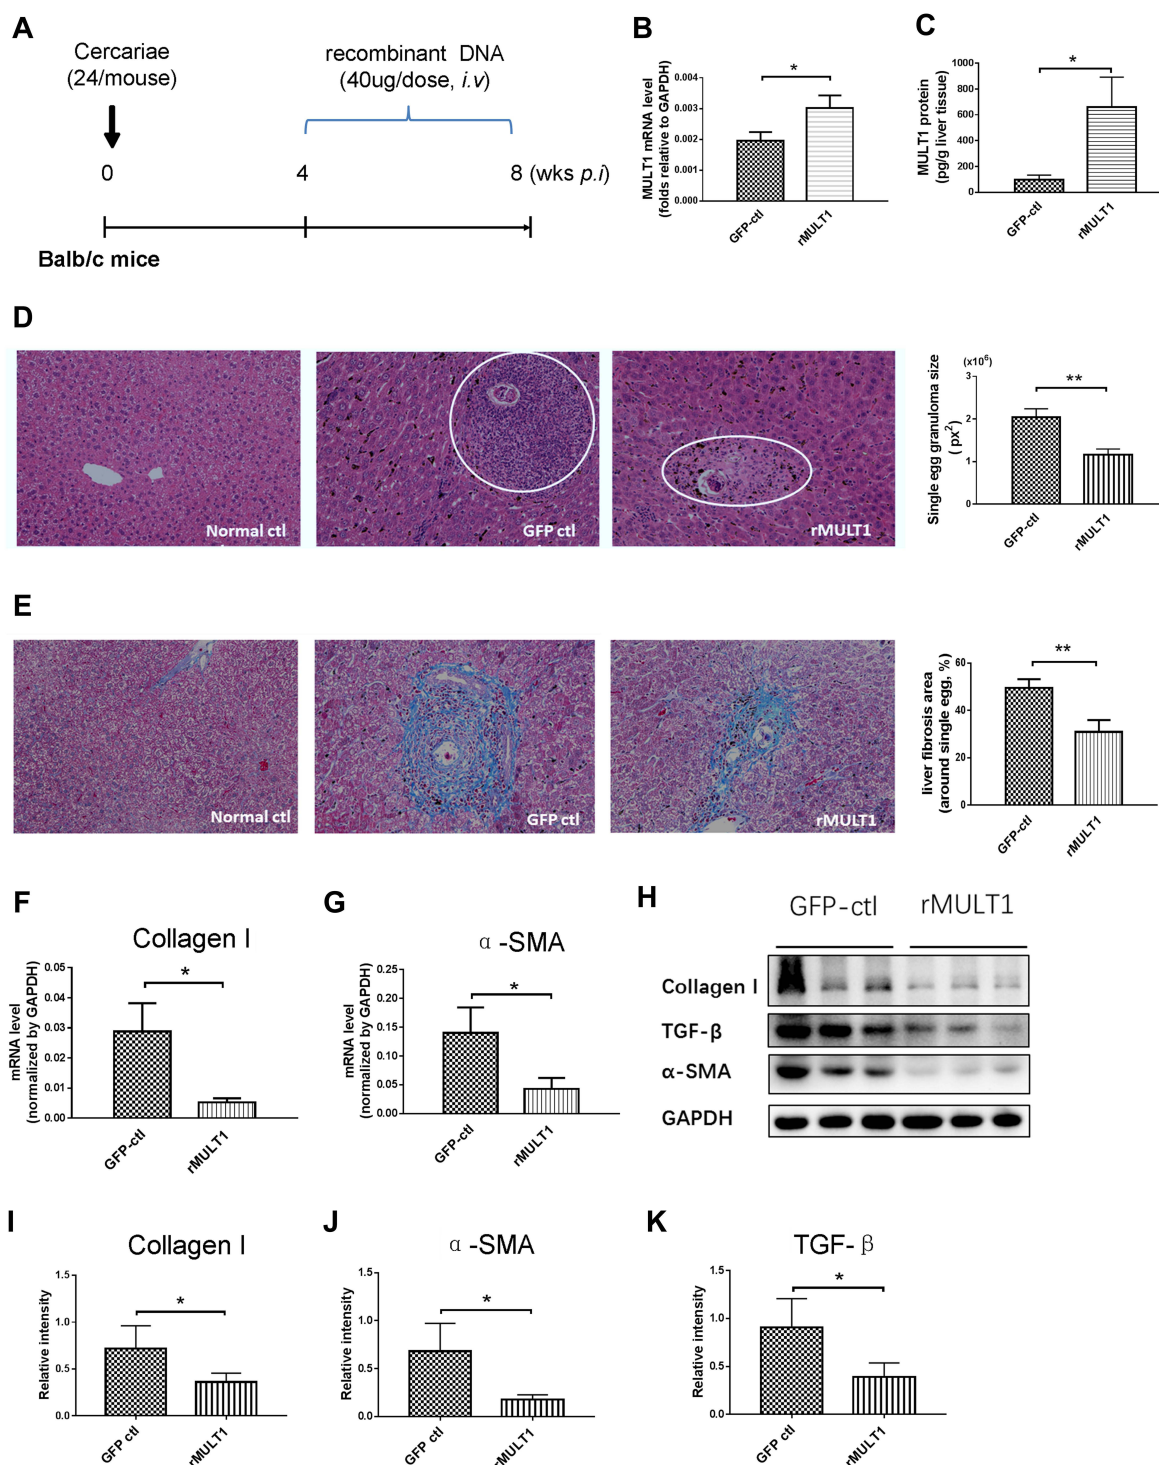 A
Cercariae
(24/mouse)
recombinant DNA
(40ug/dose, i.v)
0
4
8 (wks p.i)
Balb/c mice
B
MULT1 mRNA level
(folds relative to GAPDH)
0.004
0.003
0.002
0.001
0.000
*
GFP-ctl
rMULT1
C
MULT1 protein
(pg/g liver tissue)
1000
800
600
400
200
0
*
GFP-ctl
rMULT1
D
Normal ctl
GFP ctl
rMULT1
Single egg granuloma size
( px²)
(x10⁶)
3
2
1
0
**
GFP-ctl
rMULT1
E
Normal ctl
GFP ctl
rMULT1
liver fibrosis area
(around single egg, %)
60
40
20
0
**
GFP-ctl
rMULT1
F
Collagen I
mRNA level
(normalized by GAPDH)
0.05
0.04
0.03
0.02
0.01
0.00
*
GFP-ctl
rMULT1
G
α-SMA
mRNA level
(normalized by GAPDH)
0.25
0.20
0.15
0.10
0.05
0.00
*
GFP-ctl
rMULT1
H
GFP-ctl
rMULT1
Collagen I
TGF-β
α-SMA
GAPDH
I
Collagen I
Relative intensity
1.5
1.0
0.5
0.0
*
GFP ctl
rMULT1
J
α-SMA
Relative intensity
1.5
1.0
0.5
0.0
*
GFP ctl
rMULT1
K
TGF-β
Relative intensity
1.5
1.0
0.5
0.0
*
GFP ctl
rMULT1